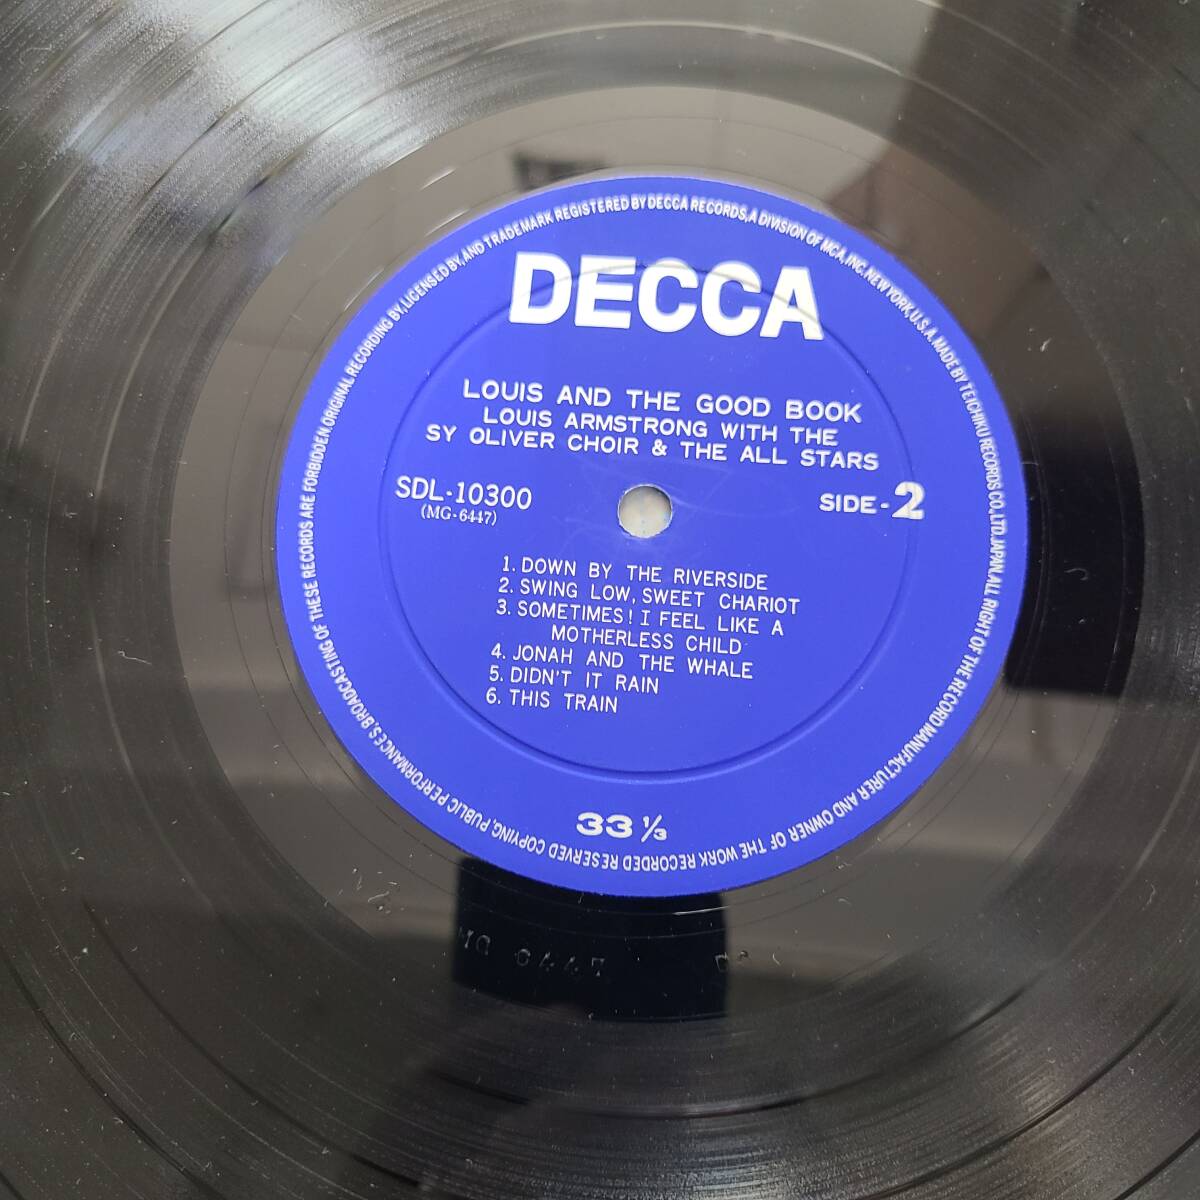 DECCA
LOUIS AND THE GOOD BOOK
LOUIS ARMSTRONG WITH THE
SY OLIVER CHOIR & THE ALL STARS
SDL-10300
(MG-6447)
SIDE-2
1. DOWN BY THE RIVERSIDE
2. SWING LOW, SWEET CHARIOT
3. SOMETIMES! I FEEL LIKE A
MOTHERLESS CHILD
4. JONAH AND THE WHALE
5. DIDN'T IT RAIN
6. THIS TRAIN
33 ⅓
ORIGINAL RECORDING BY, LICENSED BY, AND TRADEMARK REGISTERED BY DECCA RECORDS, A DIVISION OF MCA, INC. NEW YORK, U.S.A. MADE BY TEICHIKU RECORDS CO., LTD. JAPAN, ALL RIGHT OF THE RECORD MANUFACTURER AND OWNER OF THE WORK RECORDED RESERVED COPYING, PUBLIC PERFORMANCES, BROADCASTING OF THESE RECORDS ARE FORBIDDEN.
6447